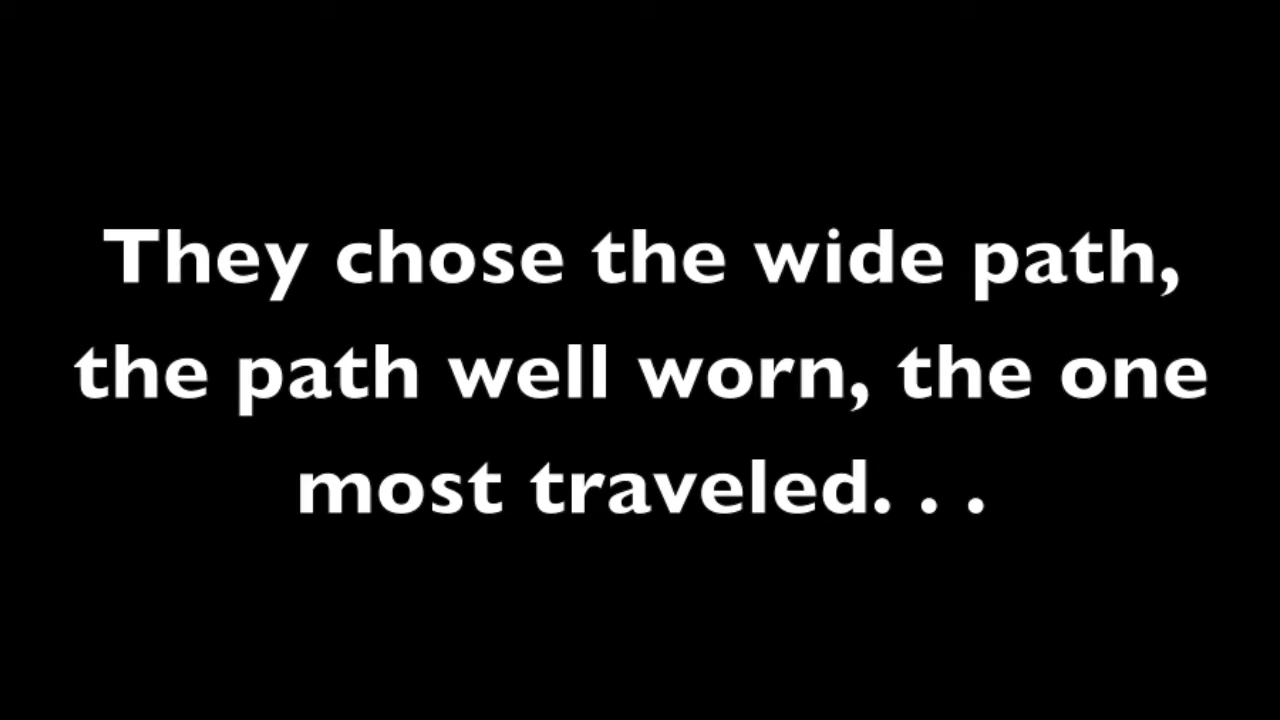 They chose the wide path,
the path well worn, the one
most traveled. . .